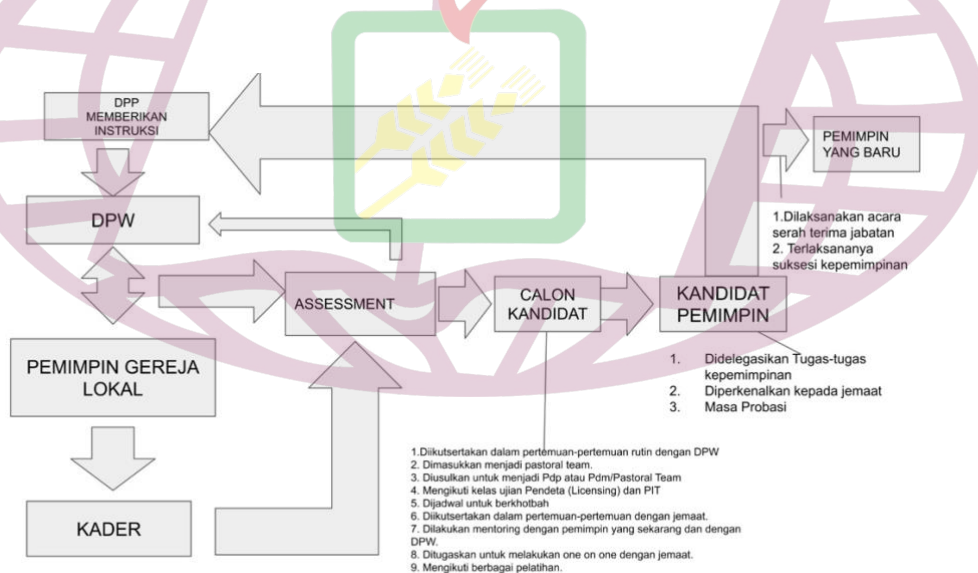 DPP
MEMBERIKAN
INSTRUKSI
PEMIMPIN
YANG BARU
DPW
1.Dilaksanakan acara
serah terima jabatan
2. Terlaksananya
suksesi kepemimpinan
ASSESSMENT
CALON
KANDIDAT
KANDIDAT
PEMIMPIN
PEMIMPIN GEREJA
LOKAL
1. Didelegasikan Tugas-tugas
kepemimpinan
2. Diperkenalkan kepada jemaat
3. Masa Probasi
KADER
1.Diikutsertakan dalam pertemuan-pertemuan rutin dengan DPW
2. Dimasukkan menjadi pastoral team.
3. Diusulkan untuk menjadi Pdp atau Pdm/Pastoral Team
4. Mengikuti kelas ujian Pendeta (Licensing) dan PIT
5. Dijadwal untuk berkhotbah
6. Diikutsertakan dalam pertemuan-pertemuan dengan jemaat.
7. Dilakukan mentoring dengan pemimpin yang sekarang dan dengan
DPW.
8. Ditugaskan untuk melakukan one on one dengan jemaat.
9. Mengikuti berbagai pelatihan.